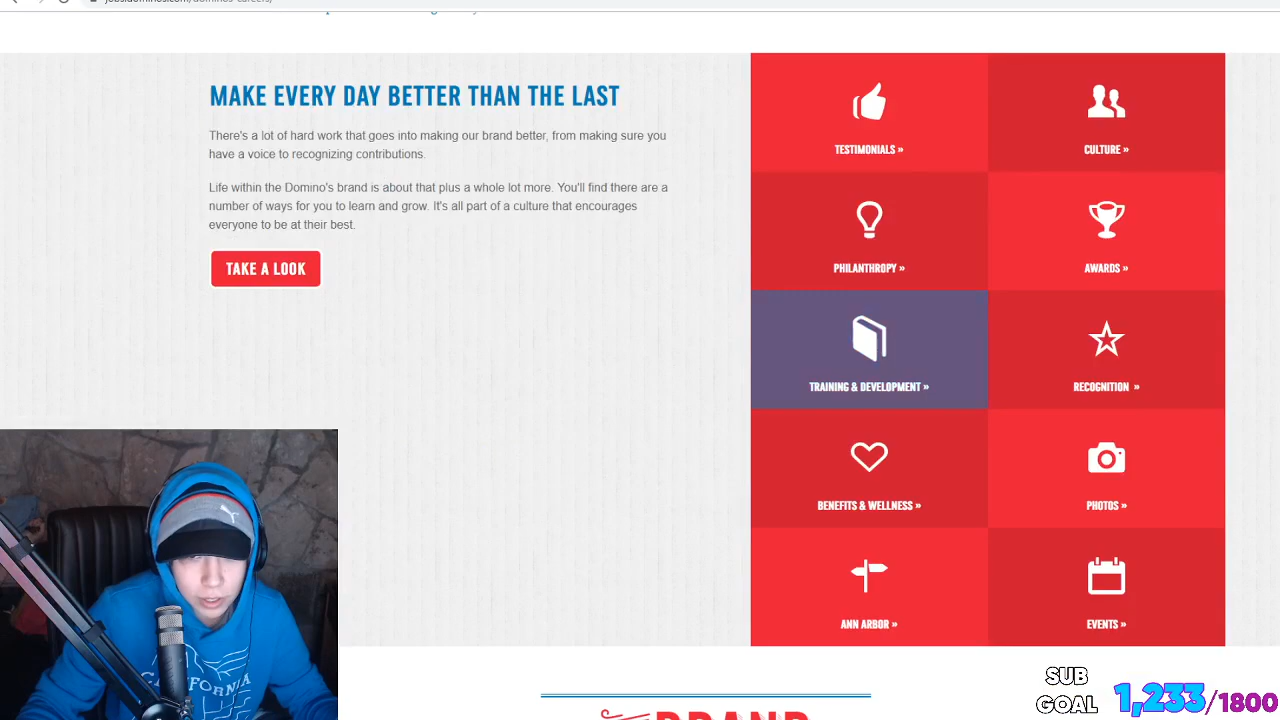 MAKE EVERY DAY BETTER THAN THE LAST
There's a lot of hard work that goes into making our brand better, from making sure you
have a voice to recognizing contributions.
Life within the Domino's brand is about that plus a whole lot more. You'll find there are a
number of ways for you to learn and grow. It's all part of a culture that encourages
everyone to be at their best.
TAKE A LOOK
TESTIMONIALS »
CULTURE »
PHILANTHROPY »
AWARDS »
TRAINING & DEVELOPMENT »
RECOGNITION »
BENEFITS & WELLNESS »
PHOTOS »
ANN ARBOR »
EVENTS »
CALIFORNIA
BRAND
SUB
GOAL
1,233/1800